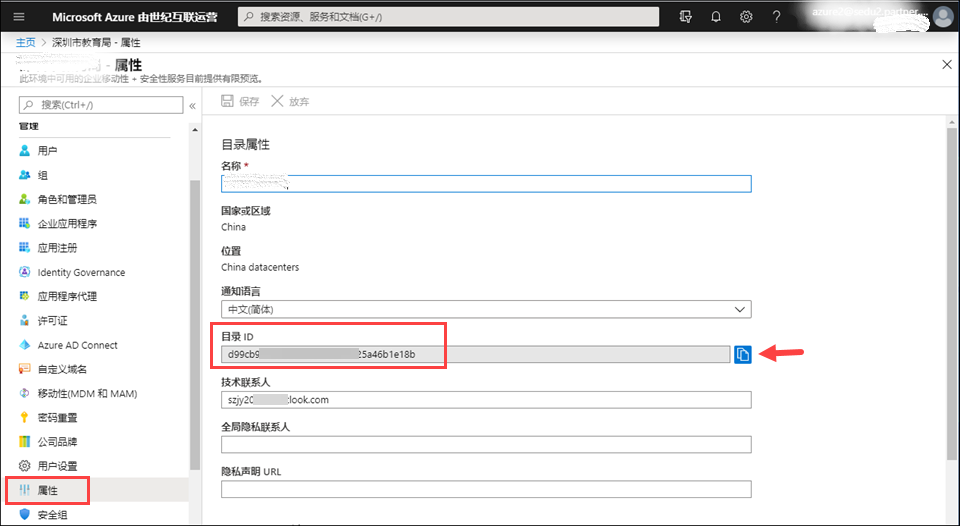 Microsoft Azure 由世纪互联运营
搜索资源、服务和文档(G+/)
主页 > 深圳市教育局 - 属性
- 属性
此环境中可用的企业移动性 + 安全性服务目前提供有限预览。
搜索(Ctrl+/)
«
保存
放弃
管理
用户
组
角色和管理员
企业应用程序
应用注册
Identity Governance
应用程序代理
许可证
Azure AD Connect
自定义域名
移动性(MDM 和 MAM)
密码重置
公司品牌
用户设置
属性
安全组
目录属性
名称 *
国家或区域
China
位置
China datacenters
通知语言
中文(简体)
目录 ID
d99cb9 25a46b1e18b
技术联系人
szjy20 tlook.com
全局隐私联系人
隐私声明 URL